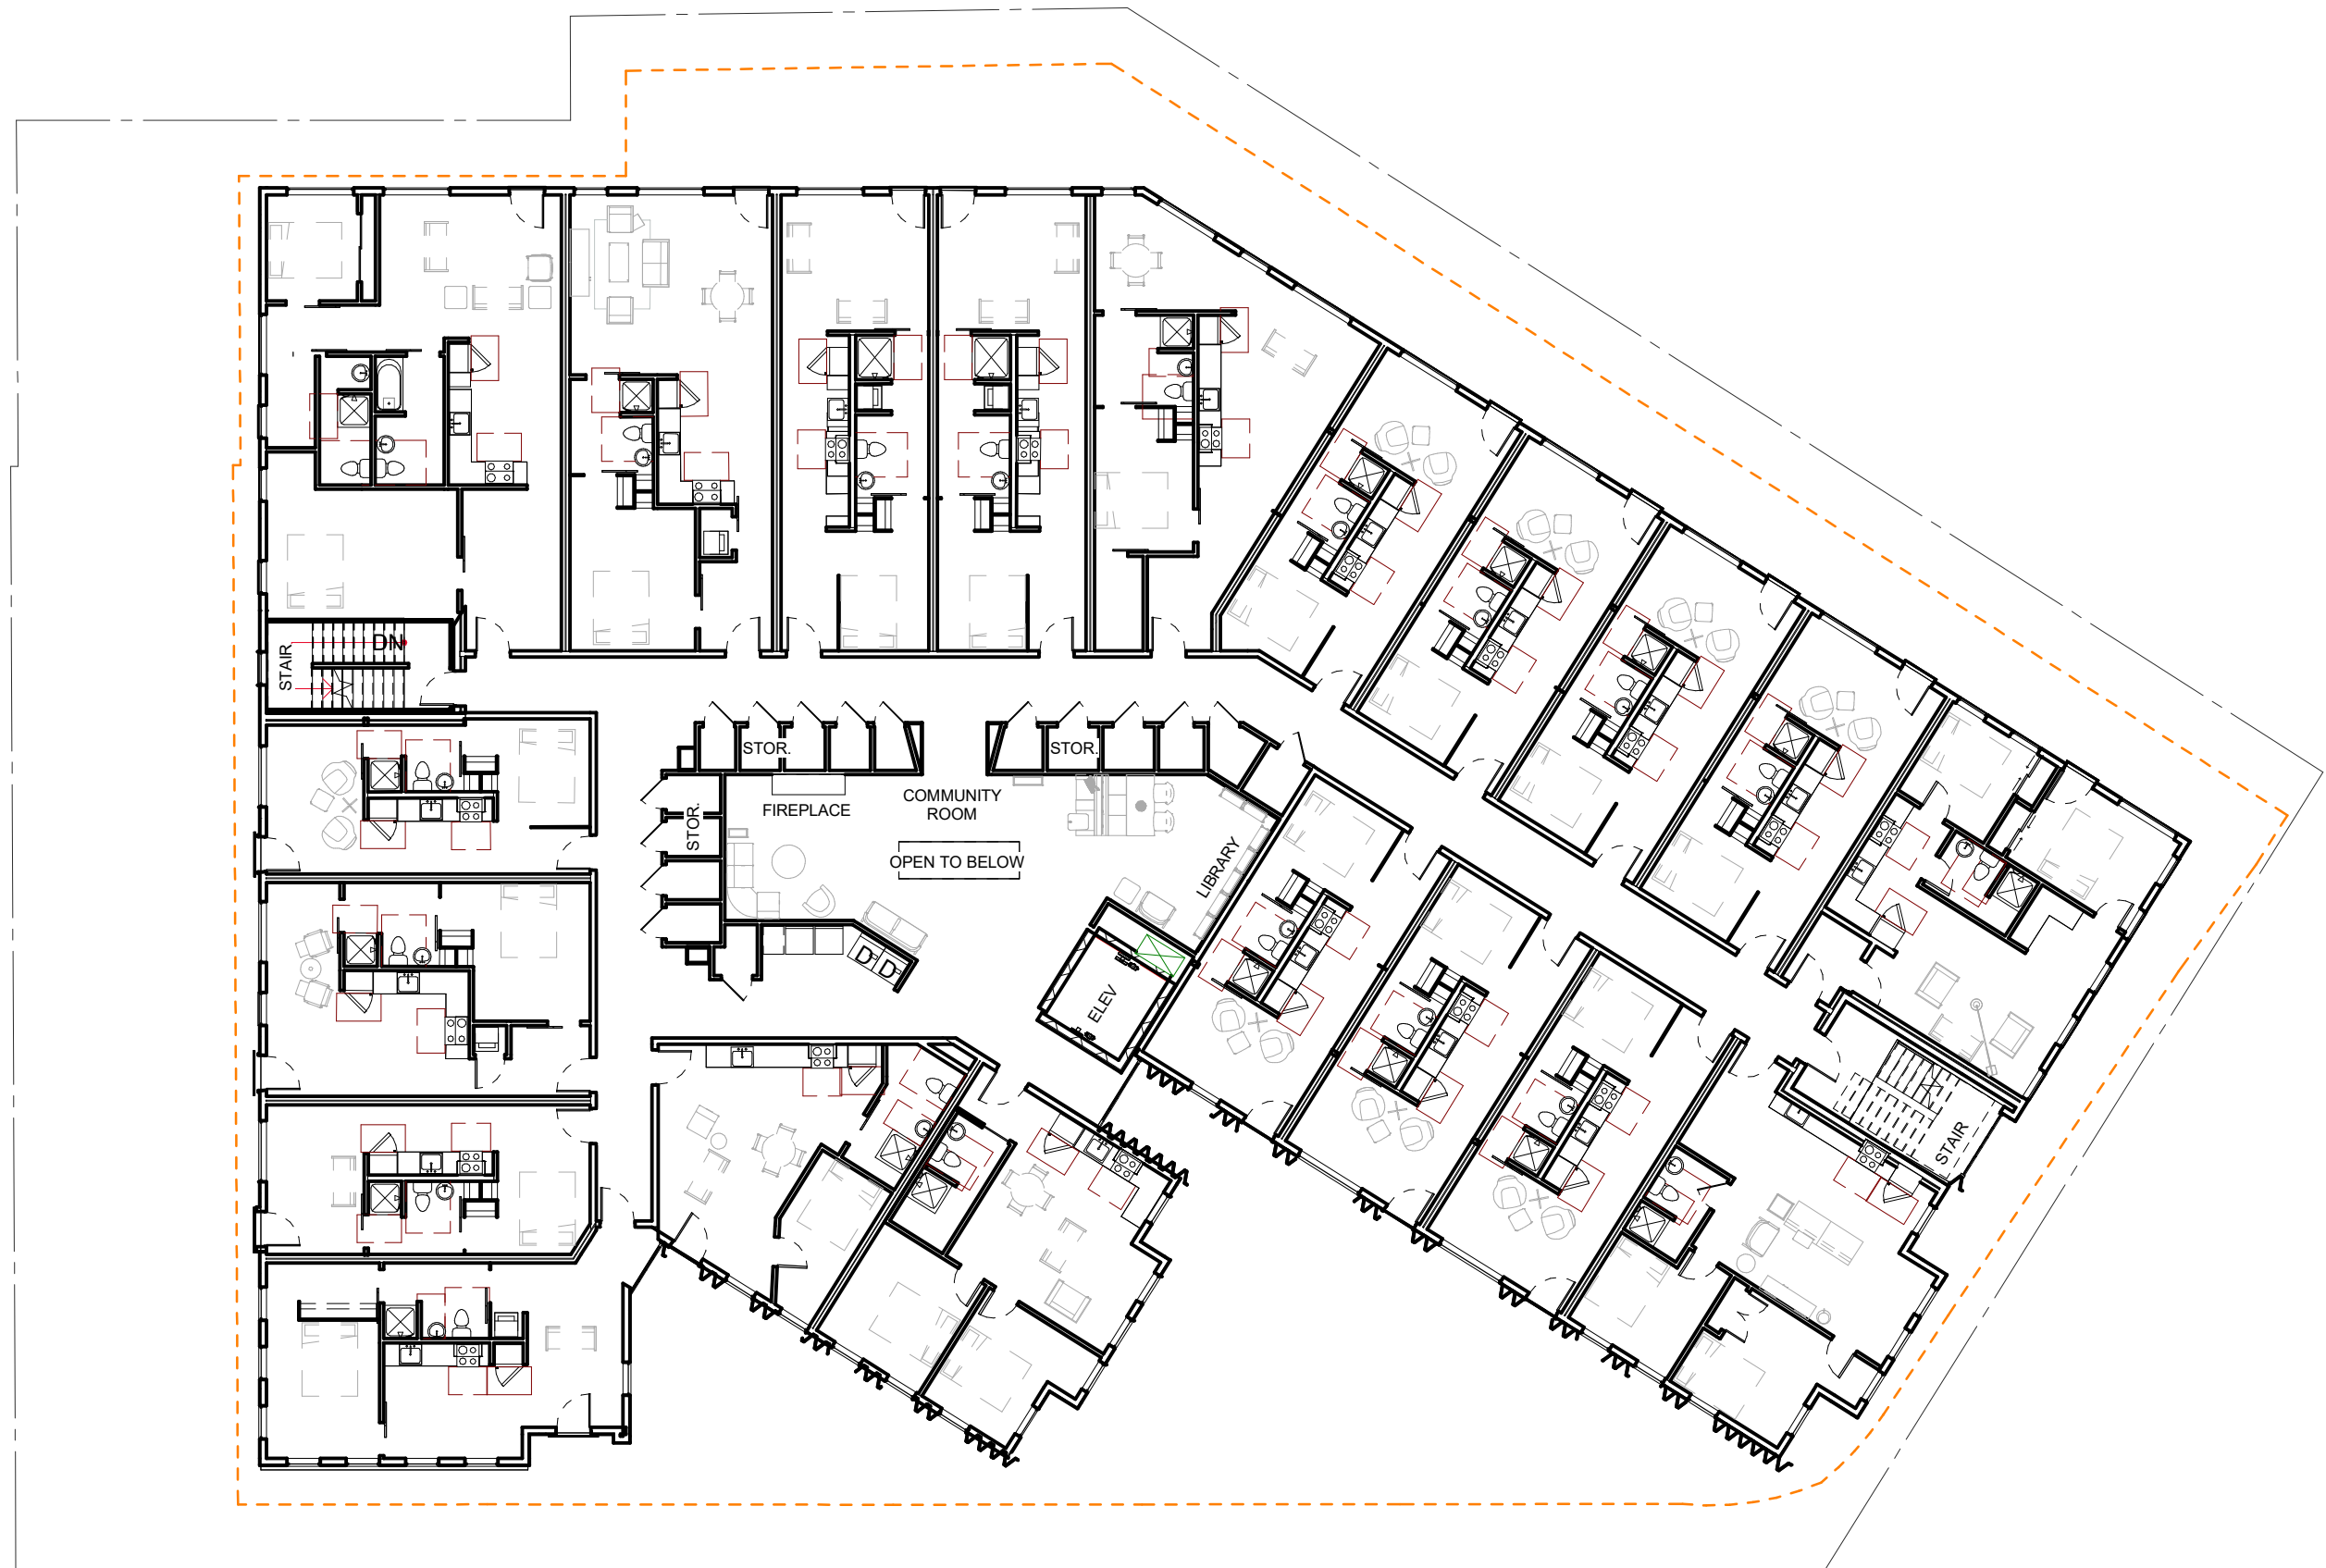 DN
STAIR
STOR.
STOR.
FIREPLACE
COMMUNITY
ROOM
STOR.
OPEN TO BELOW
LIBRARY
D D
ELEV
STAIR